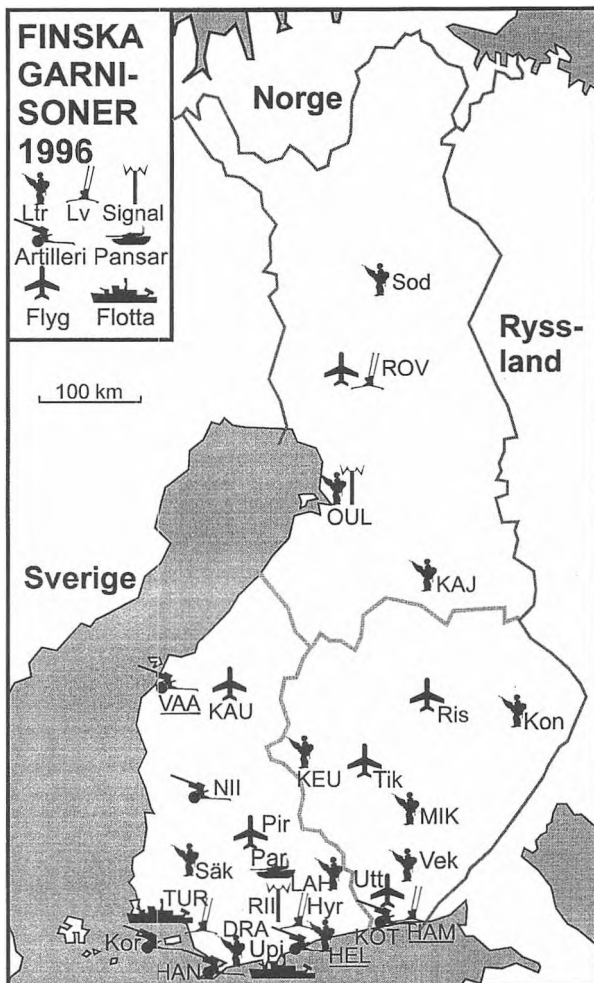 FINSKA
GARNI-
SONER
1996
Ltr Lv Signal
Artilleri Pansar
Flyg Flotta
Norge
Sod
Ryss-
land
ROV
100 km
OUL
Sverige
KAJ
VAA KAU
Ris Kon
KEU Tik
NII
MIK
Pir
Säk Par Vek
LAH Utt
TUR RII Hyr
Kor DRA Upi HEL KOT HAM
HAN